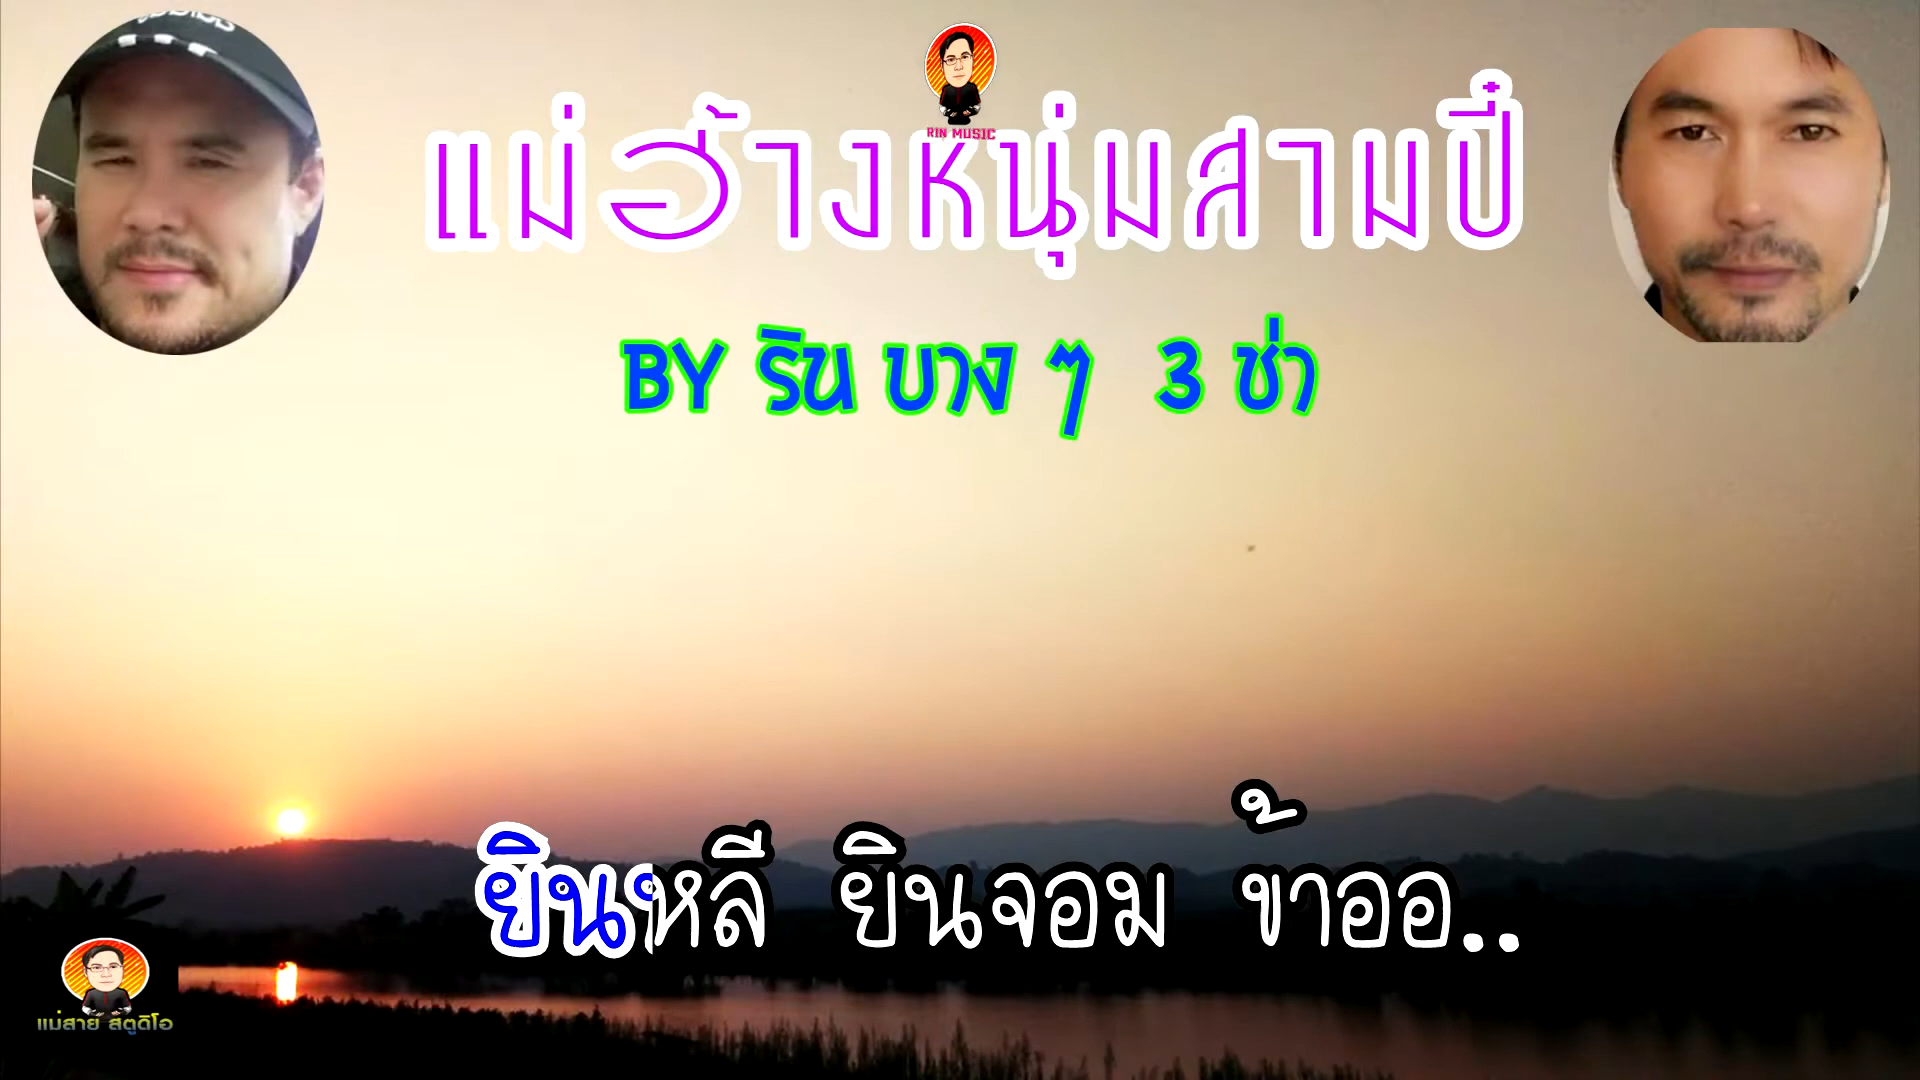 RIN MUSIC
แม่ฮ้างหนุ่มสามปี๋
BY ริน บาง ๆ 3 ช่า
ยินหลี ยินจอม ข้าออ..
แม่สาย สตูดิโอ